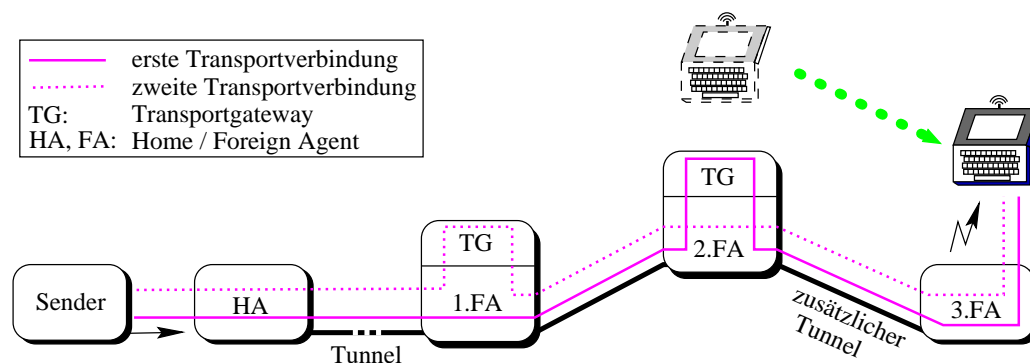 erste Transportverbindung
zweite Transportverbindung
TG: Transportgateway
HA, FA: Home / Foreign Agent
TG
TG
2.FA
Sender
HA
1.FA
3.FA
zusätzlicher
Tunnel
Tunnel